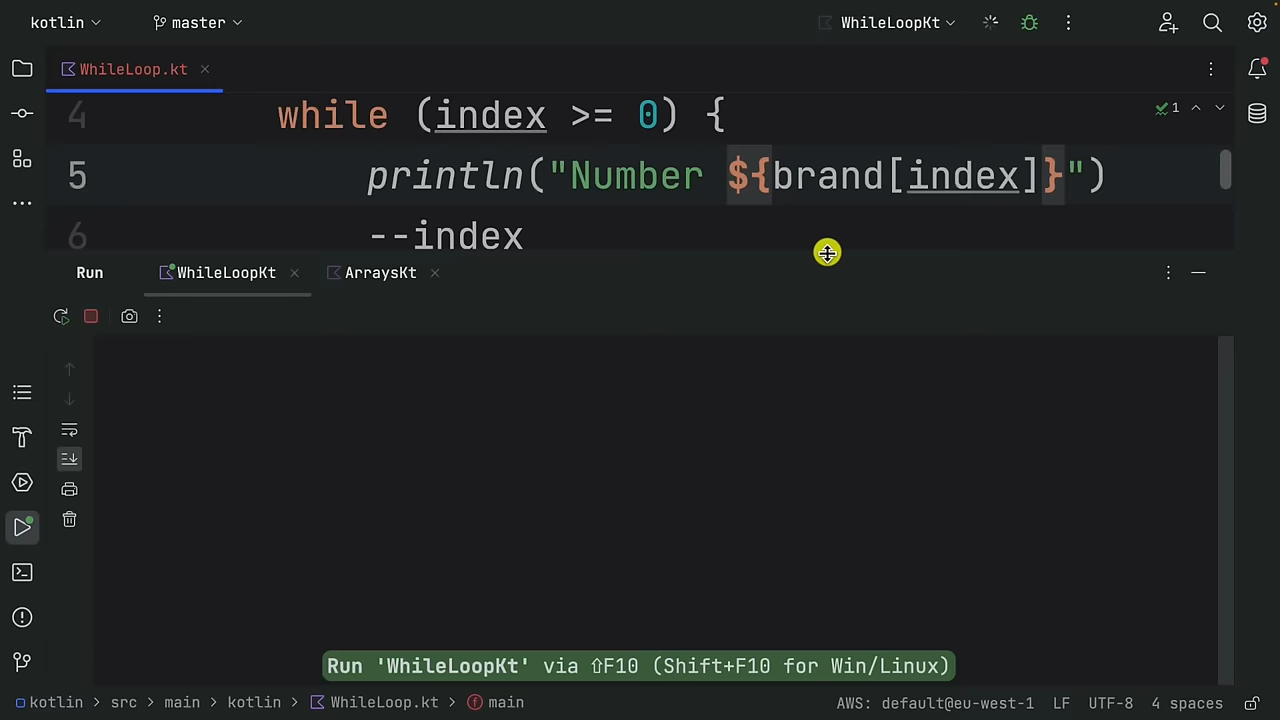 kotlin
master
WhileLoopKt
WhileLoop.kt
4 while (index >= 0) {
1
5 println("Number ${brand[index]}")
6 --index
Run WhileLoopKt ArraysKt
Run 'WhileLoopKt' via ⇧F10 (Shift+F10 for Win/Linux)
kotlin > src > main > kotlin > WhileLoop.kt > main
AWS: default@eu-west-1 LF UTF-8 4 spaces